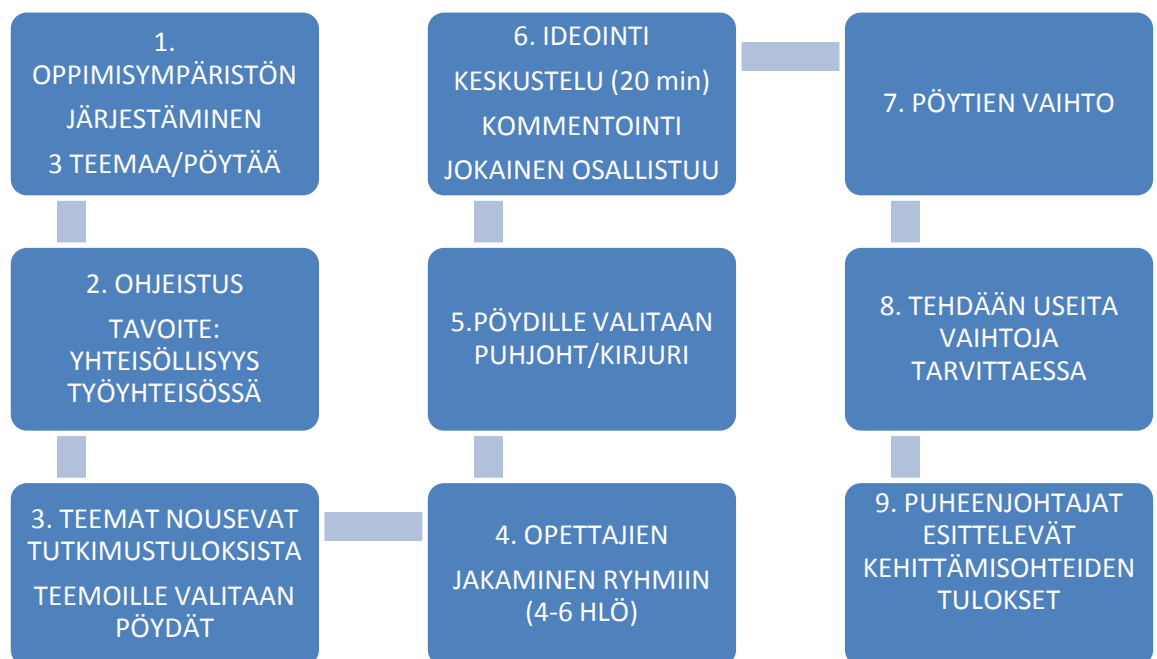 1.
OPPIMISYMPÄRISTÖN
JÄRJESTÄMINEN
3 TEEMAA/PÖYTÄÄ
2. OHJEISTUS
TAVOITE:
YHTEISÖLLISYYS
TYÖYHTEISÖSSÄ
3. TEEMAT NOUSEVAT
TUTKIMUSTULOKSISTA
TEEMOILLE VALITAAN
PÖYDÄT
4. OPETTAJIEN
JAKAMINEN RYHMIIN
(4-6 HLÖ)
5.PÖYDILLE VALITAAN
PUHJOHT/KIRJURI
6. IDEOINTI
KESKUSTELU (20 min)
KOMMENTOINTI
JOKAINEN OSALLISTUU
7. PÖYTIEN VAIHTO
8. TEHDÄÄN USEITA
VAIHTOJA
TARVITTAESSA
9. PUHEENJOHTAJAT
ESITTELEVÄT
KEHITTÄMISOHTEIDEN
TULOKSET